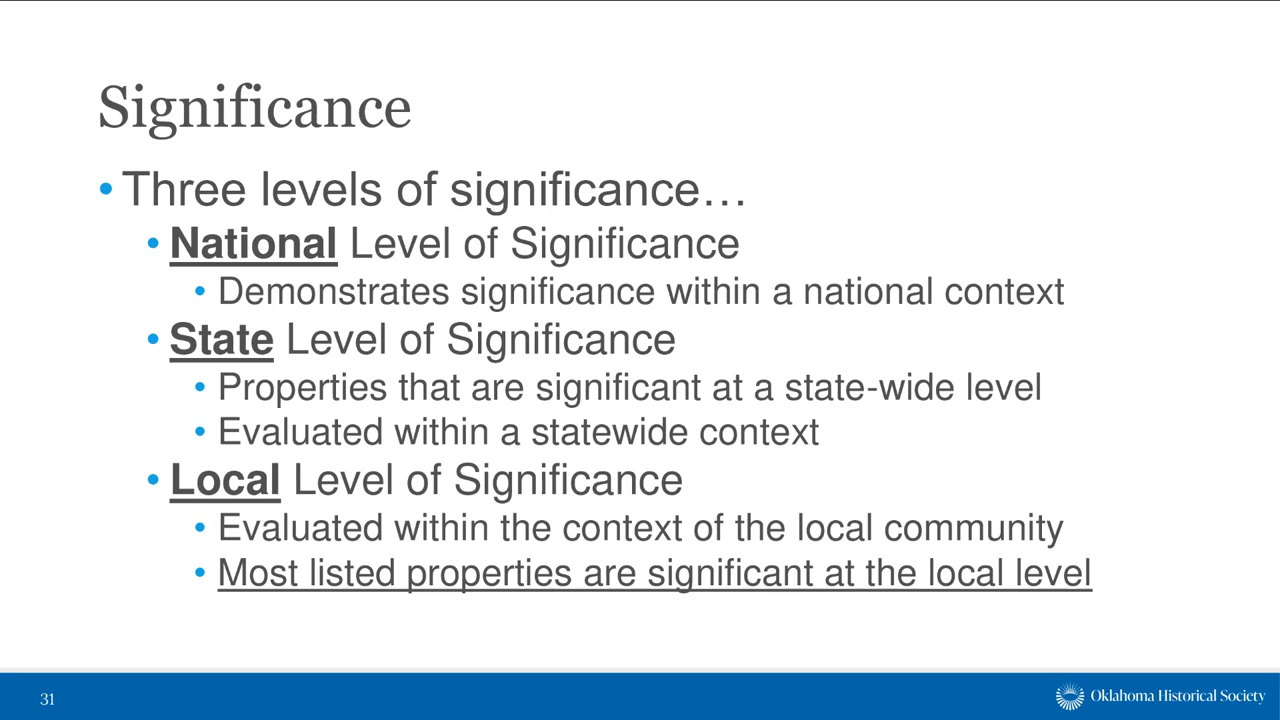 Significance
• Three levels of significance…
• National Level of Significance
• Demonstrates significance within a national context
• State Level of Significance
• Properties that are significant at a state-wide level
• Evaluated within a statewide context
• Local Level of Significance
• Evaluated within the context of the local community
• Most listed properties are significant at the local level
31
Oklahoma Historical Society